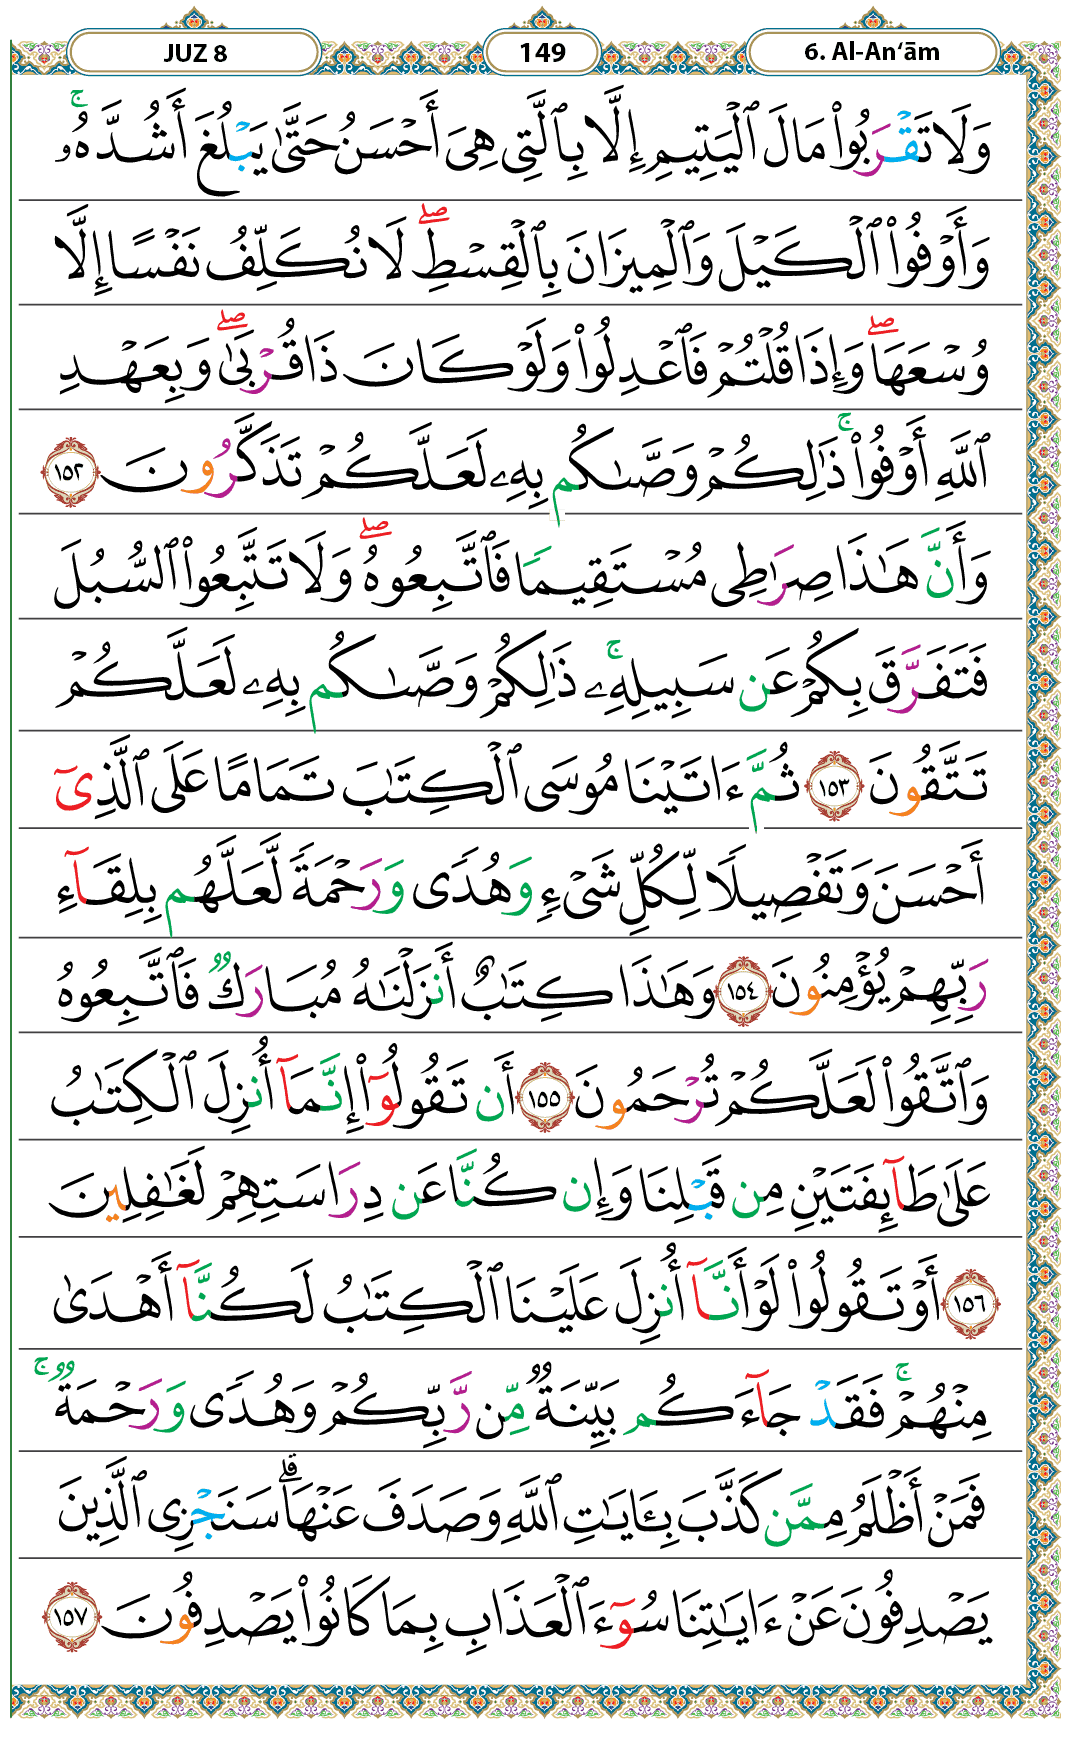 JUZ 8
149
6. Al-An‘ām
وَلَا تَقْرَبُوا۟ مَالَ ٱلْيَتِيمِ إِلَّا بِٱلَّتِى هِىَ أَحْسَنُ حَتَّىٰ يَبْلُغَ أَشُدَّهُۥ ۚ
وَأَوْفُوا۟ ٱلْكَيْلَ وَٱلْمِيزَانَ بِٱلْقِسْطِ ۖ لَا نُكَلِّفُ نَفْسًا إِلَّا
وُسْعَهَا ۖ وَإِذَا قُلْتُمْ فَٱعْدِلُوا۟ وَلَوْ كَانَ ذَا قُرْبَىٰ ۖ وَبِعَهْدِ
ٱللَّهِ أَوْفُوا۟ ۚ ذَٰلِكُمْ وَصَّىٰكُم بِهِۦ لَعَلَّكُمْ تَذَكَّرُونَ ١٥٢
وَأَنَّ هَـٰذَا صِرَٰطِى مُسْتَقِيمًا فَٱتَّبِعُوهُ ۖ وَلَا تَتَّبِعُوا۟ ٱلسُّبُلَ
فَتَفَرَّقَ بِكُمْ عَن سَبِيلِهِۦ ۚ ذَٰلِكُمْ وَصَّىٰكُم بِهِۦ لَعَلَّكُمْ
تَتَّقُونَ ١٥٣ ثُمَّ ءَاتَيْنَا مُوسَى ٱلْكِتَـٰبَ تَمَامًا عَلَى ٱلَّذِىٓ
أَحْسَنَ وَتَفْصِيلًا لِّكُلِّ شَىْءٍ وَهُدًى وَرَحْمَةً لَّعَلَّهُم بِلِقَآءِ
رَبِّهِمْ يُؤْمِنُونَ ١٥٤ وَهَـٰذَا كِتَـٰبٌ أَنزَلْنَـٰهُ مُبَارَكٌ فَٱتَّبِعُوهُ
وَٱتَّقُوا۟ لَعَلَّكُمْ تُرْحَمُونَ ١٥٥ أَن تَقُولُوٓا۟ إِنَّمَآ أُنزِلَ ٱلْكِتَـٰبُ
عَلَىٰ طَآئِفَتَيْنِ مِن قَبْلِنَا وَإِن كُنَّا عَن دِرَاسَتِهِمْ لَغَـٰفِلِينَ
١٥٦ أَوْ تَقُولُوا۟ لَوْ أَنَّآ أُنزِلَ عَلَيْنَا ٱلْكِتَـٰبُ لَكُنَّآ أَهْدَىٰ
مِنْهُمْ ۚ فَقَدْ جَآءَكُم بَيِّنَةٌ مِّن رَّبِّكُمْ وَهُدًى وَرَحْمَةٌ ۚ
فَمَنْ أَظْلَمُ مِمَّن كَذَّبَ بِـَٔايَـٰتِ ٱللَّهِ وَصَدَفَ عَنْهَا ۗ سَنَجْزِى ٱلَّذِينَ
يَصْدِفُونَ عَنْ ءَايَـٰتِنَا سُوٓءَ ٱلْعَذَابِ بِمَا كَانُوا۟ يَصْدِفُونَ ١٥٧